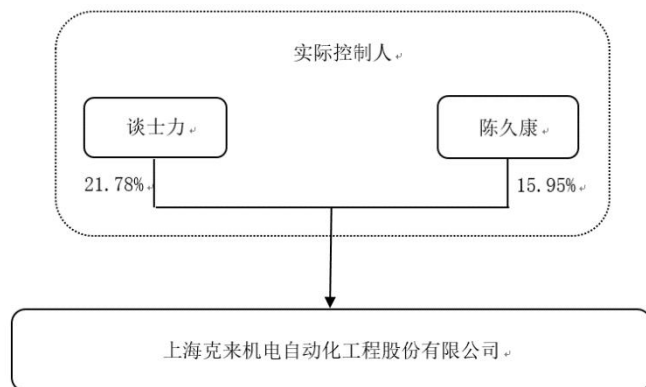 实际控制人
谈士力
陈久康
21.78%
15.95%
上海克来机电自动化工程股份有限公司